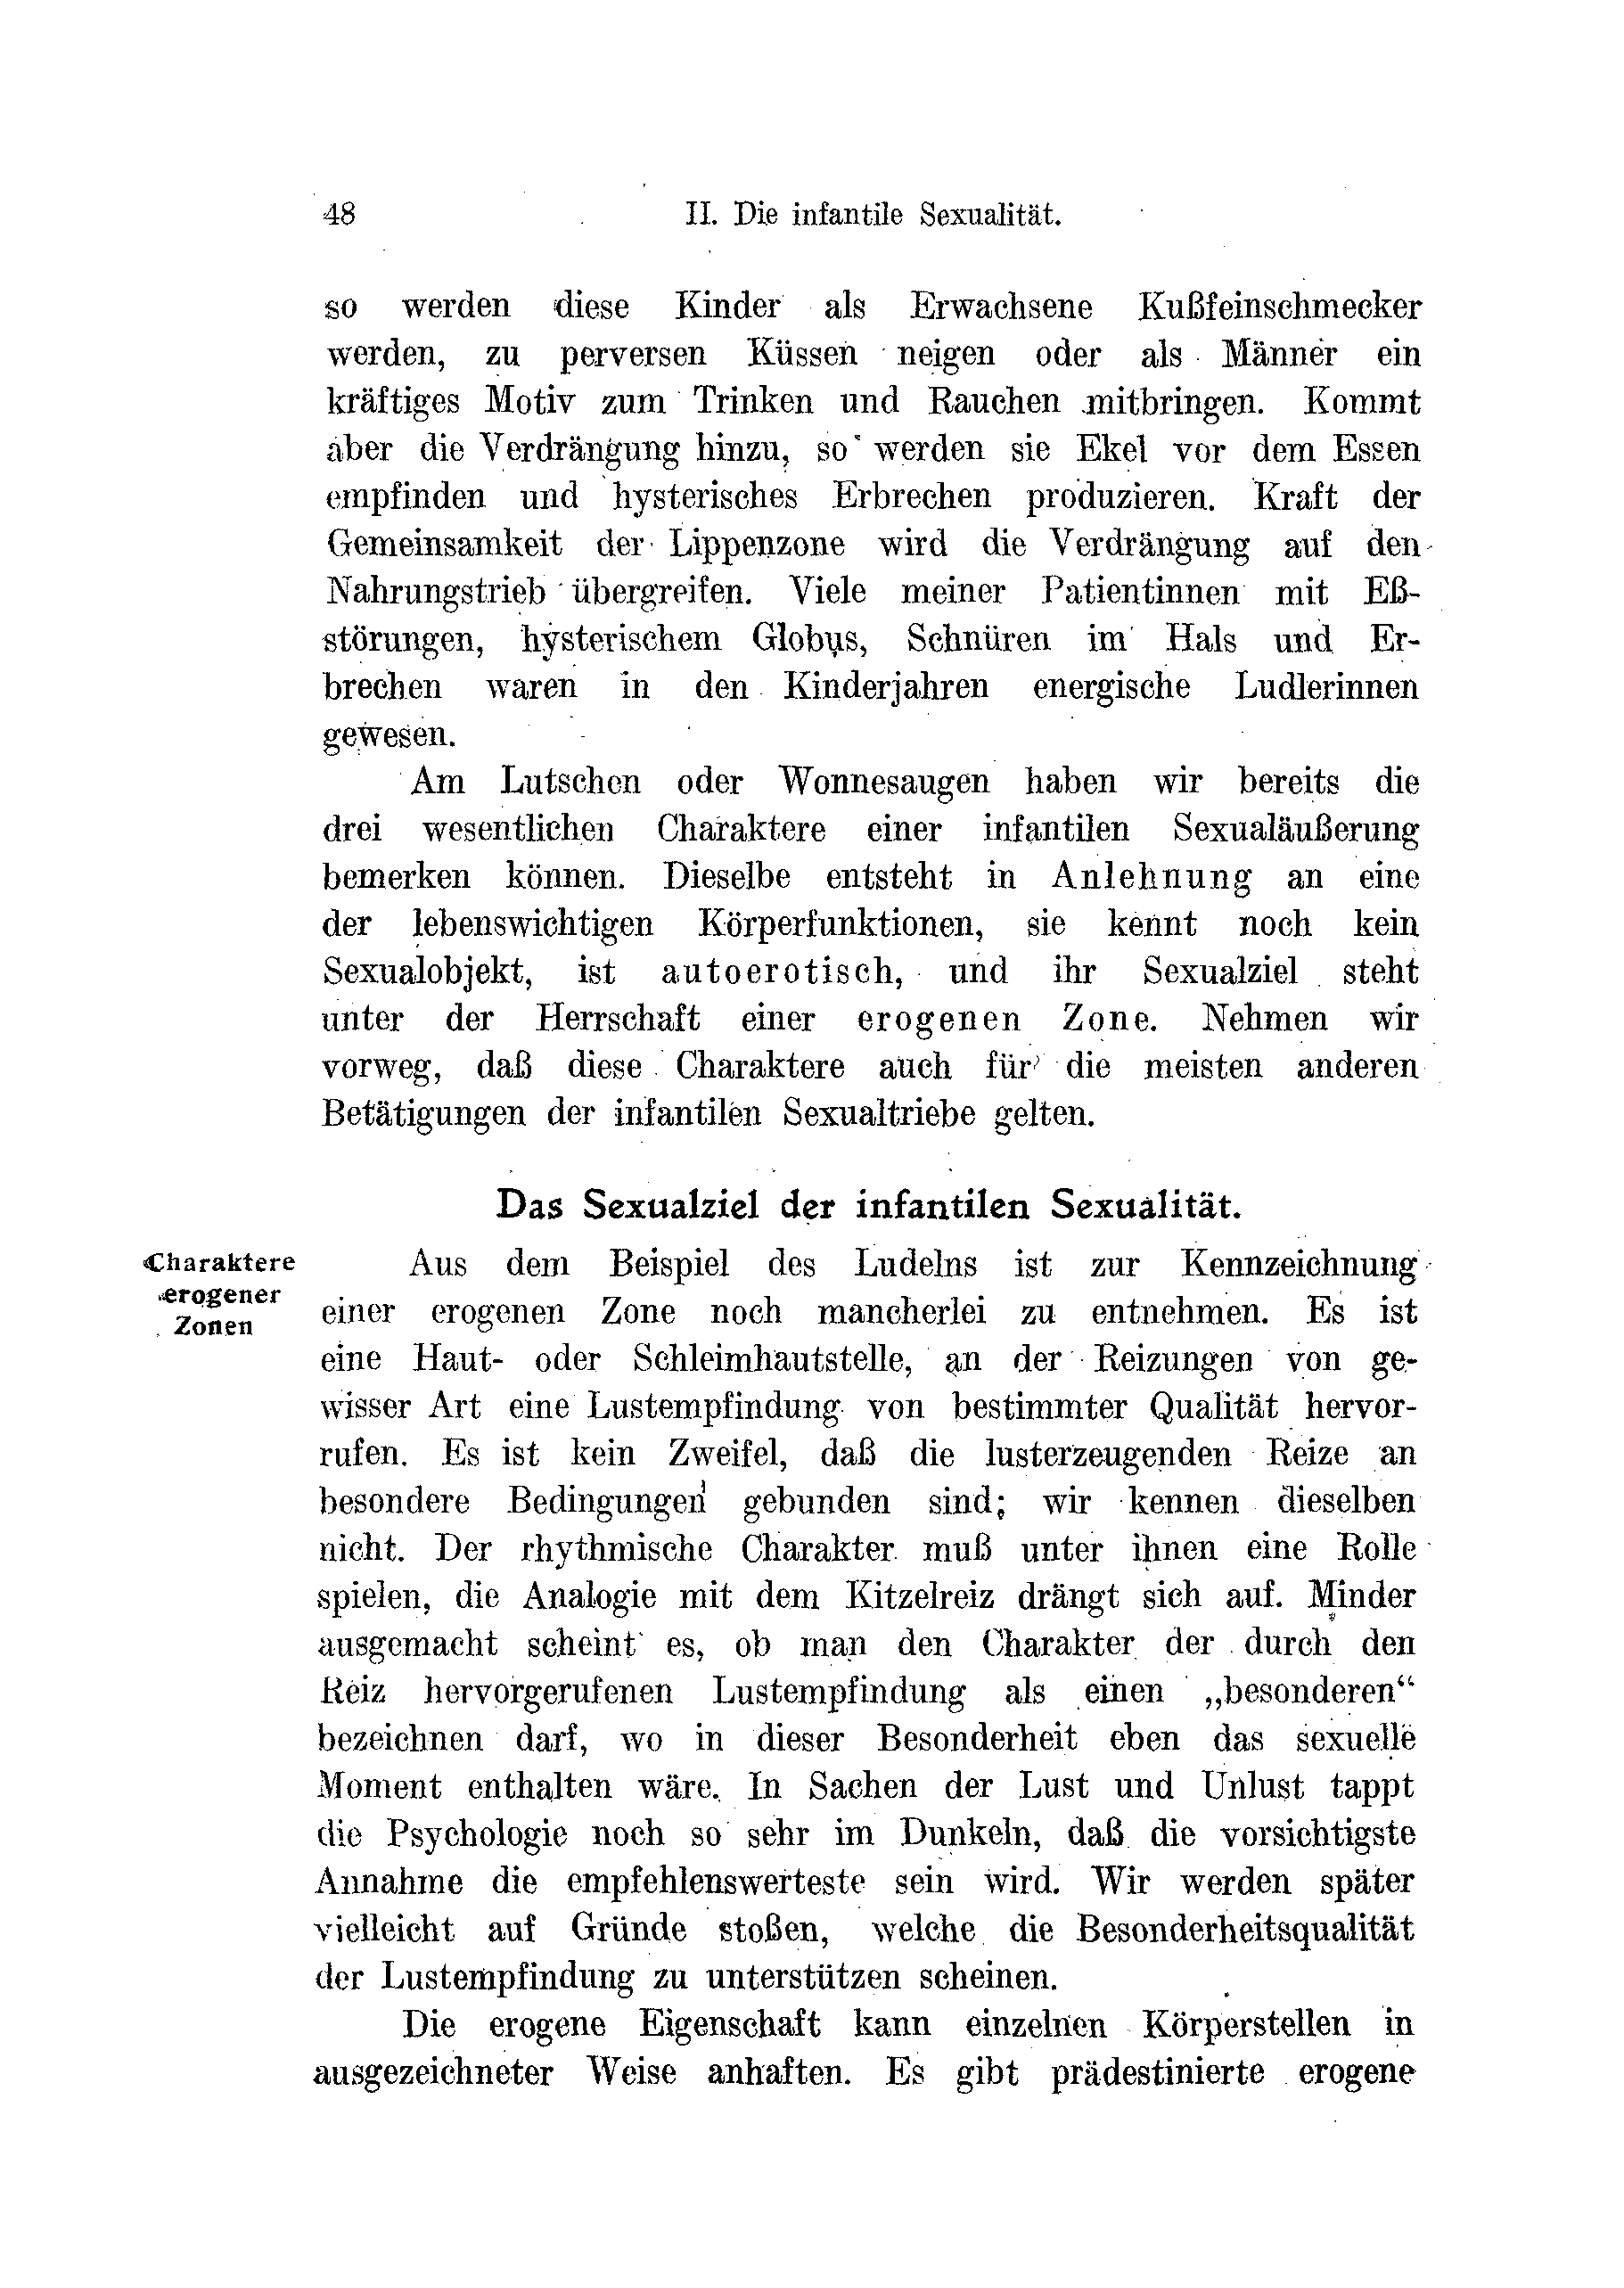 48 II. Die infantile Sexualität.
so werden diese Kinder als Erwachsene Kußfeinschmecker
werden, zu perversen Küssen neigen oder als Männer ein
kräftiges Motiv zum Trinken und Rauchen mitbringen. Kommt
aber die Verdrängung hinzu, so werden sie Ekel vor dem Essen
empfinden und hysterisches Erbrechen produzieren. Kraft der
Gemeinsamkeit der Lippenzone wird die Verdrängung auf den
Nahrungstrieb übergreifen. Viele meiner Patientinnen mit Eß-
störungen, hysterischem Globus, Schnüren im Hals und Er-
brechen waren in den Kinderjahren energische Ludlerinnen
gewesen.
Am Lutschen oder Wonnesaugen haben wir bereits die
drei wesentlichen Charaktere einer infantilen Sexualäußerung
bemerken können. Dieselbe entsteht in Anlehnung an eine
der lebenswichtigen Körperfunktionen, sie kennt noch kein
Sexualobjekt, ist autoerotisch, und ihr Sexualziel steht
unter der Herrschaft einer erogenen Zone. Nehmen wir
vorweg, daß diese Charaktere auch für die meisten anderen
Betätigungen der infantilen Sexualtriebe gelten.
Das Sexualziel der infantilen Sexualität.
Charaktere
erogener
Zonen
Aus dem Beispiel des Ludelns ist zur Kennzeichnung
einer erogenen Zone noch mancherlei zu entnehmen. Es ist
eine Haut- oder Schleimhautstelle, an der Reizungen von ge-
wisser Art eine Lustempfindung von bestimmter Qualität hervor-
rufen. Es ist kein Zweifel, daß die lusterzeugenden Reize an
besondere Bedingungen gebunden sind; wir kennen dieselben
nicht. Der rhythmische Charakter muß unter ihnen eine Rolle
spielen, die Analogie mit dem Kitzelreiz drängt sich auf. Minder
ausgemacht scheint es, ob man den Charakter der durch den
Reiz hervorgerufenen Lustempfindung als einen „besonderen“
bezeichnen darf, wo in dieser Besonderheit eben das sexuelle
Moment enthalten wäre. In Sachen der Lust und Unlust tappt
die Psychologie noch so sehr im Dunkeln, daß die vorsichtigste
Annahme die empfehlenswerteste sein wird. Wir werden später
vielleicht auf Gründe stoßen, welche die Besonderheitsqualität
der Lustempfindung zu unterstützen scheinen.
Die erogene Eigenschaft kann einzelnen Körperstellen in
ausgezeichneter Weise anhaften. Es gibt prädestinierte erogene